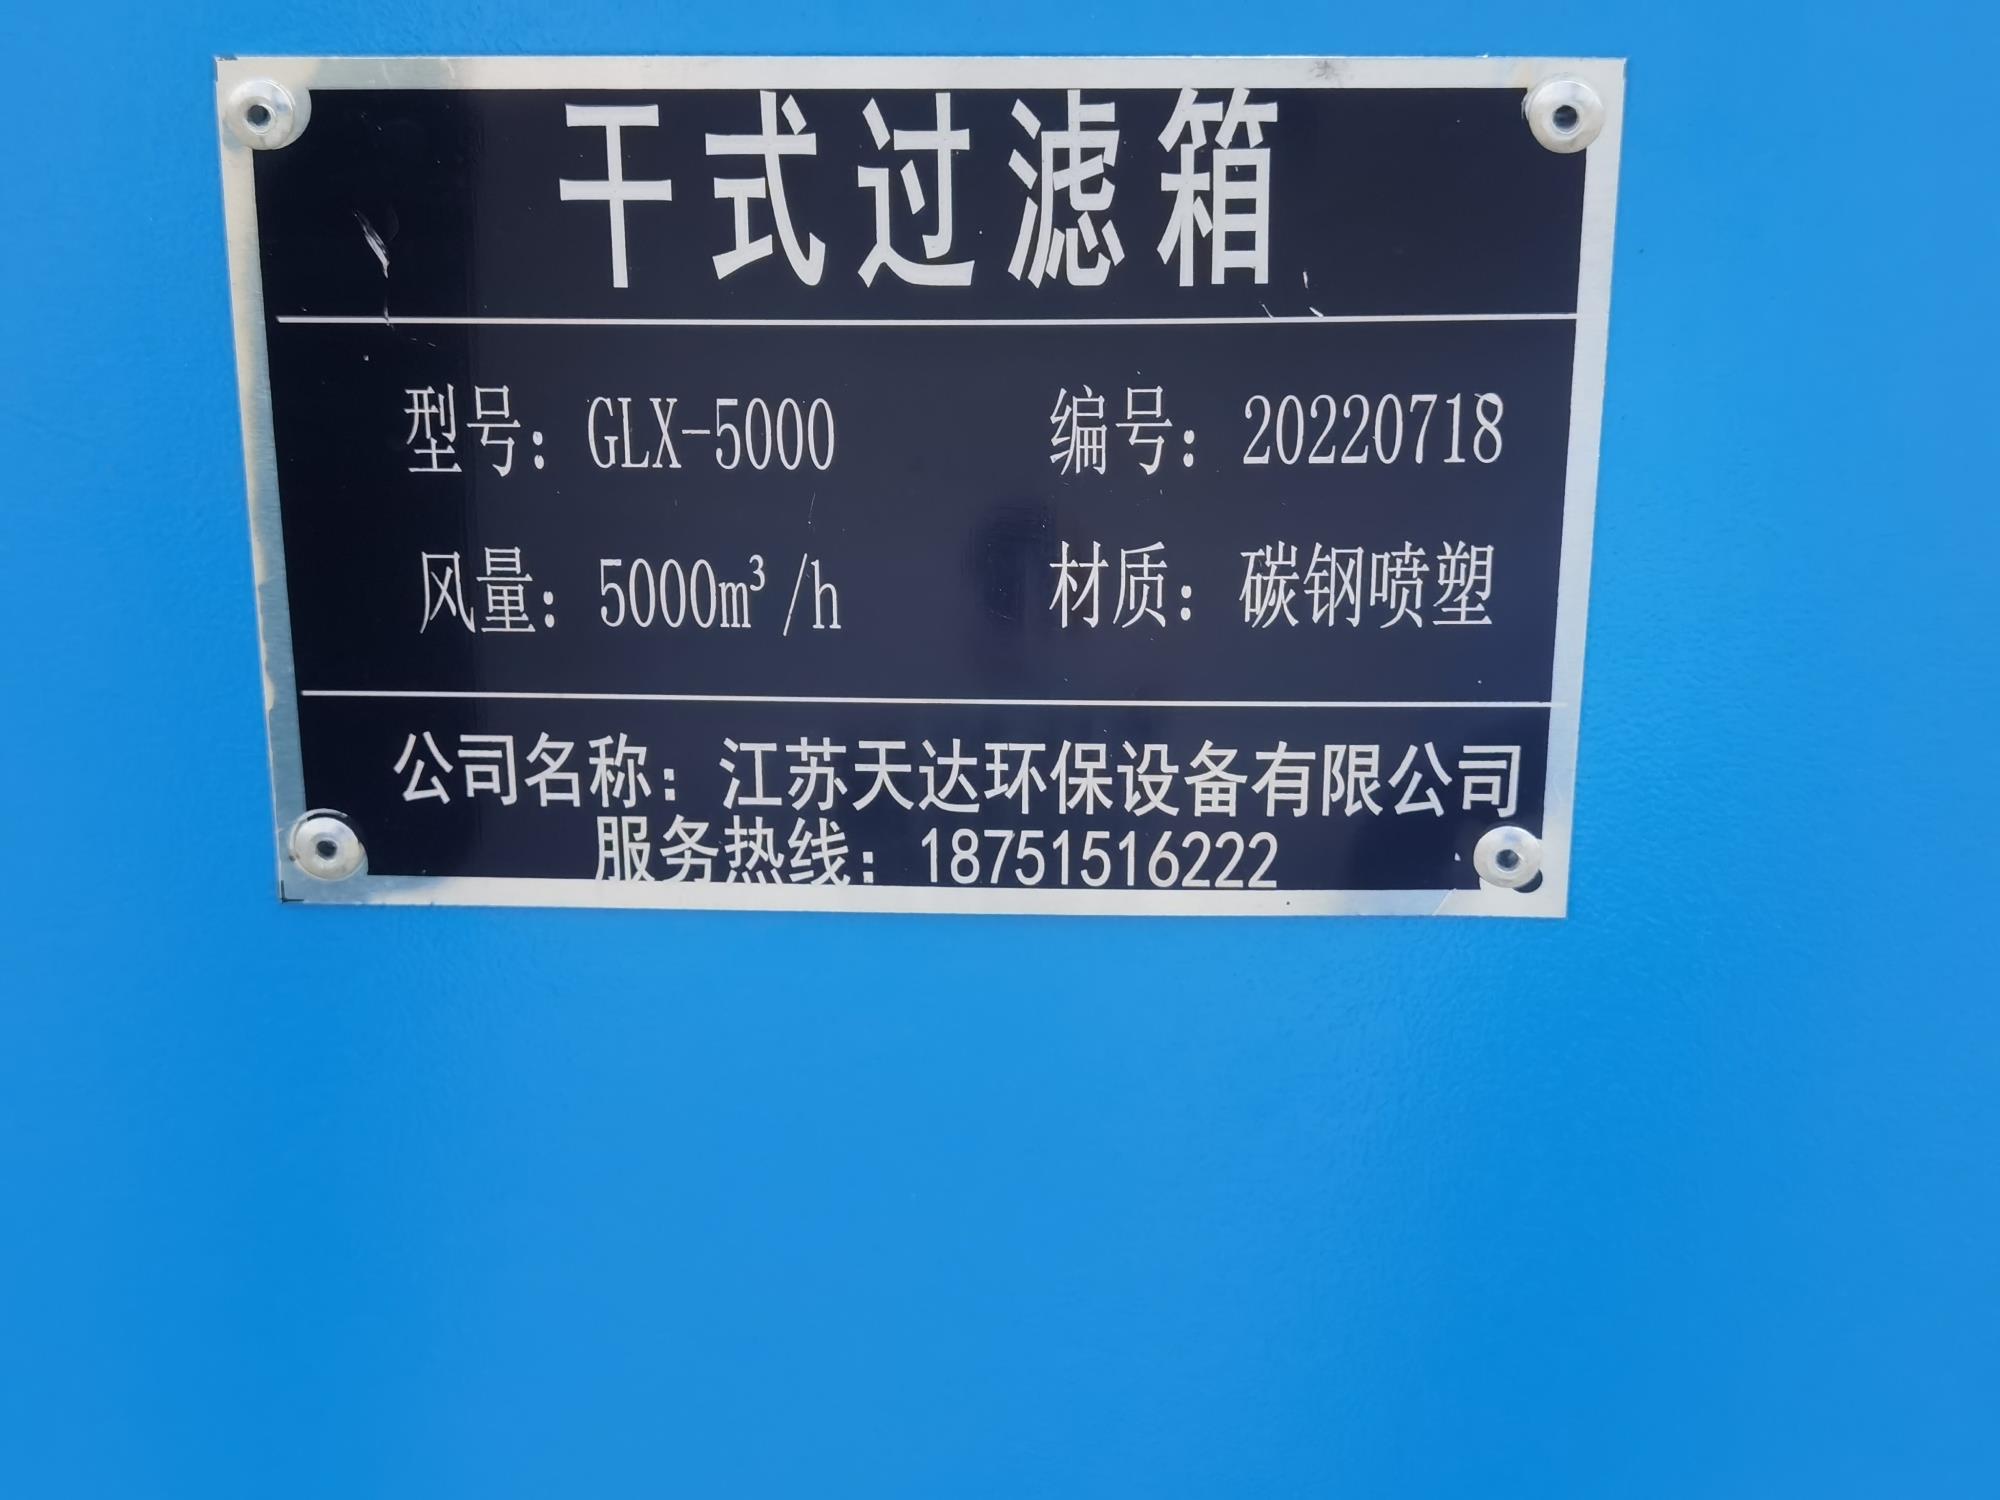 干式过滤箱
型号：GLX-5000 编号：20220718
风量：5000m³/h 材质：碳钢喷塑
公司名称：江苏天达环保设备有限公司
服务热线：18751516222